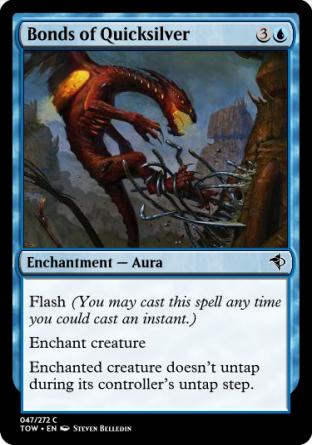 Bonds of Quicksilver 3
Enchantment — Aura
Flash (You may cast this spell any time
you could cast an instant.)
Enchant creature
Enchanted creature doesn't untap
during its controller's untap step.
047/272 C
TOW • EN Steven Belledin